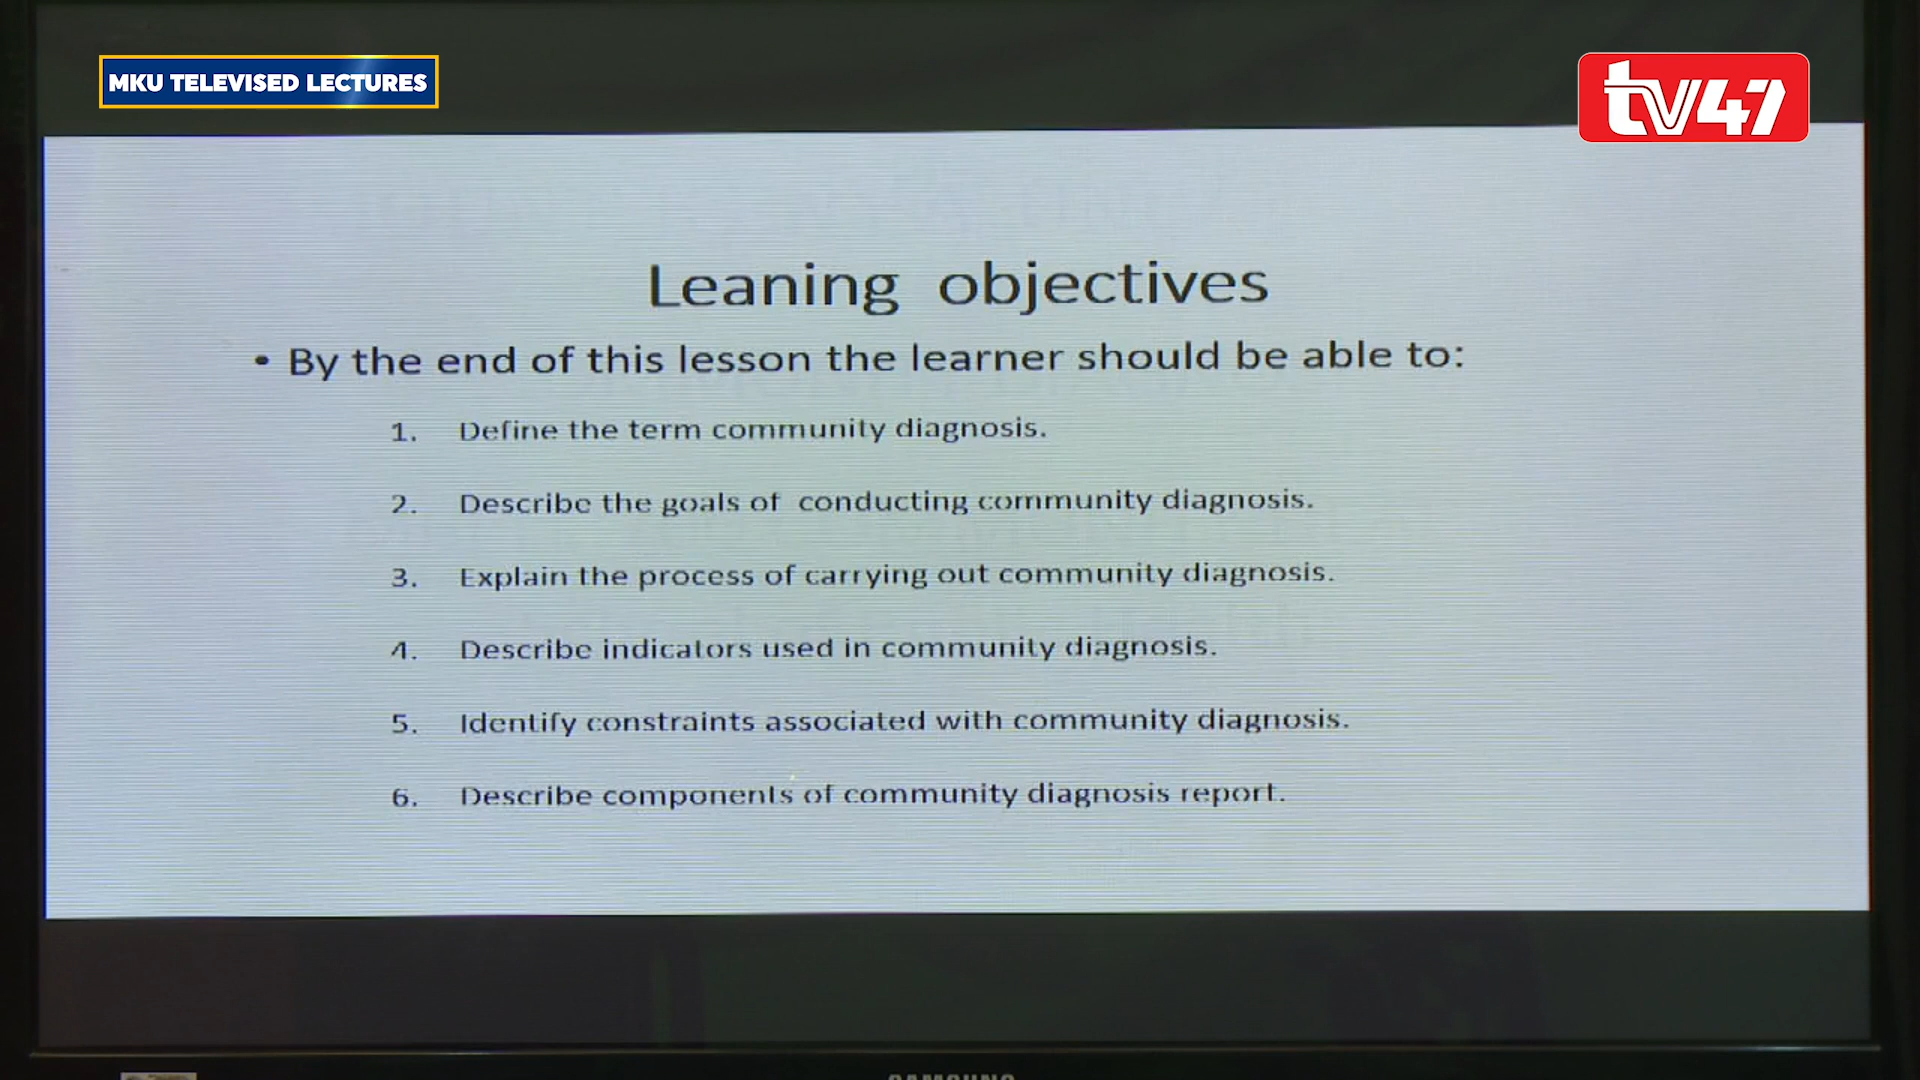 MKU TELEVISED LECTURES
tv47
Leaning objectives
• By the end of this lesson the learner should be able to:
1. Define the term community diagnosis.
2. Describe the goals of conducting community diagnosis.
3. Explain the process of carrying out community diagnosis.
4. Describe indicators used in community diagnosis.
5. Identify constraints associated with community diagnosis.
6. Describe components of community diagnosis report.
SAMSUNG